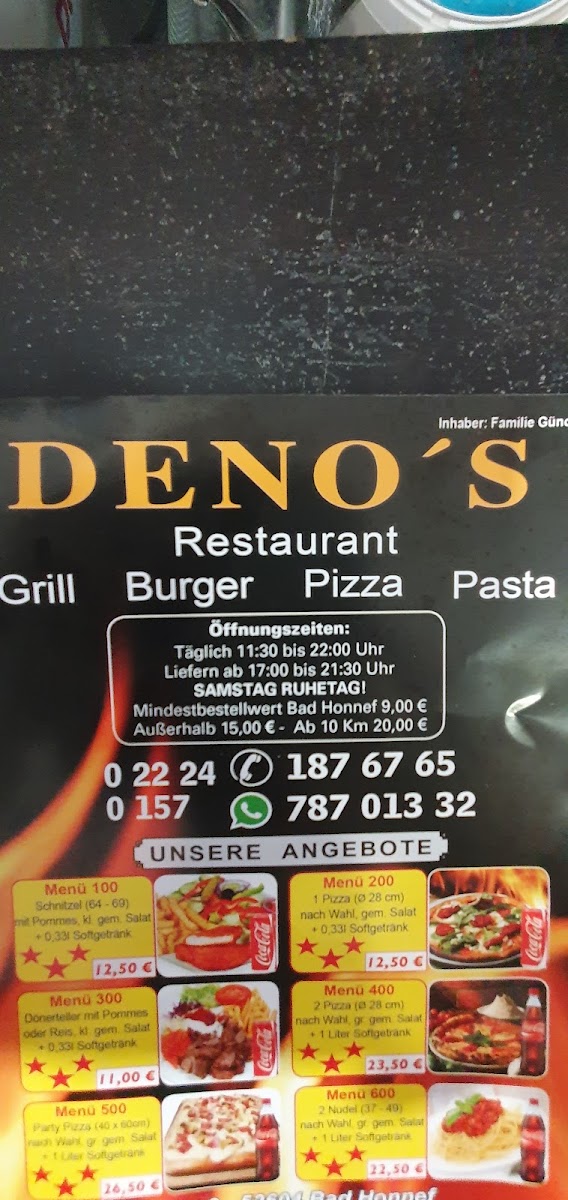 Inhaber: Familie
DENO´S
Restaurant
Grill Burger Pizza Pasta
Öffnungszeiten:
Täglich 11:30 bis 22:00 Uhr
Liefern ab 17:00 bis 21:30 Uhr
SAMSTAG RUHETAG!
Mindestbestellwert Bad Honnef 9,00 €
Außerhalb 15,00 € - Ab 10 Km 20,00 €
0 22 24 187 67 65
0 157 787 013 32
UNSERE ANGEBOTE
Menü 100
Schnitzel (64 - 69)
mit Pommes, kl. gem. Salat
+ 0,33l Softgetränk
12,50 €
Coca-Cola
Menü 200
1 Pizza (Ø 28 cm)
nach Wahl, gem. Salat
+ 0,33l Softgetränk
12,50 €
Coca-Cola
Menü 300
Dönerteller mit Pommes
oder Reis, kl. gem. Salat
+ 0,33l Softgetränk
11,00 €
Coca-Cola
Menü 400
2 Pizza (Ø 28 cm)
nach Wahl, gr. gem. Salat
+ 1 Liter Softgetränk
23,50 €
Menü 500
Party Pizza (40 x 60cm)
nach Wahl, gr. gem. Salat
+ 1 Liter Softgetränk
26,50 €
Menü 600
2 Nudel (37 - 49)
nach Wahl, gr. gem. Salat
+ 1 Liter Softgetränk
22,50 €
53604 Bad Honnef